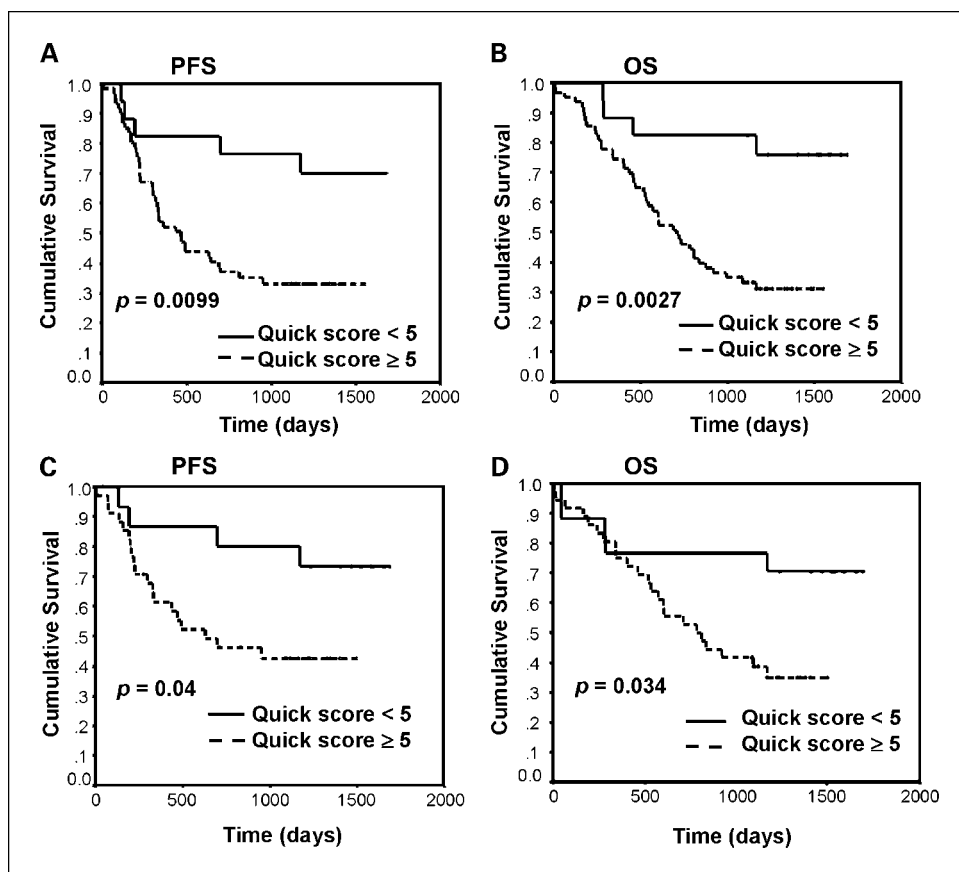 A
PFS
Cumulative Survival
1.0
.9
.8
.7
.6
.5
.4
.3
.2
.1
0.0
p = 0.0099
Quick score < 5
Quick score ≥ 5
0
500
1000
1500
2000
Time (days)
B
OS
Cumulative Survival
1.0
.9
.8
.7
.6
.5
.4
.3
.2
.1
0.0
p = 0.0027
Quick score < 5
Quick score ≥ 5
0
500
1000
1500
2000
Time (days)
C
PFS
Cumulative Survival
1.0
.9
.8
.7
.6
.5
.4
.3
.2
.1
0.0
p = 0.04
Quick score < 5
Quick score ≥ 5
0
500
1000
1500
2000
Time (days)
D
OS
Cumulative Survival
1.0
.9
.8
.7
.6
.5
.4
.3
.2
.1
0.0
p = 0.034
Quick score < 5
Quick score ≥ 5
0
500
1000
1500
2000
Time (days)